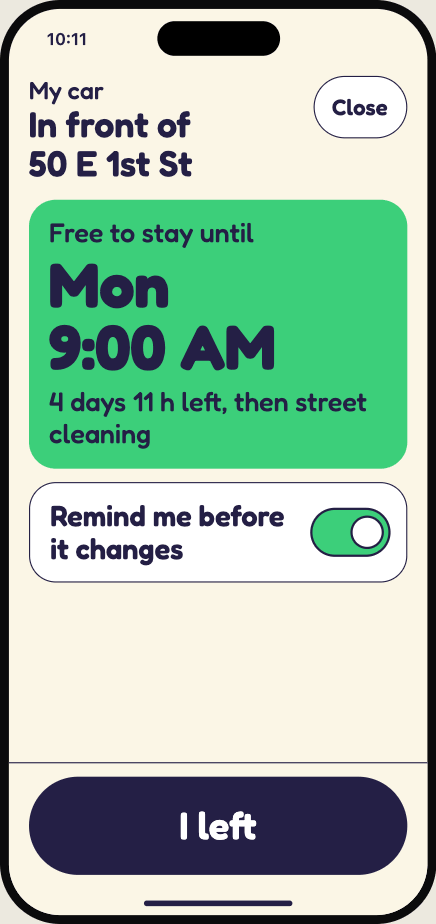 10:11
My car
In front of
50 E 1st St
Close
Free to stay until
Mon
9:00 AM
4 days 11 h left, then street
cleaning
Remind me before
it changes
I left